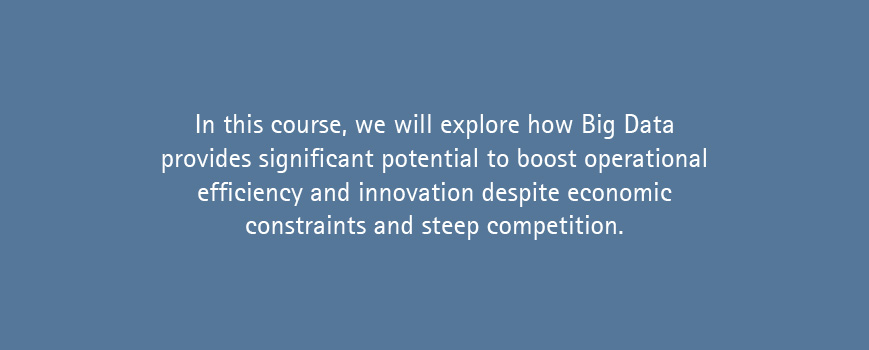 In this course, we will explore how Big Data
provides significant potential to boost operational
efficiency and innovation despite economic
constraints and steep competition.